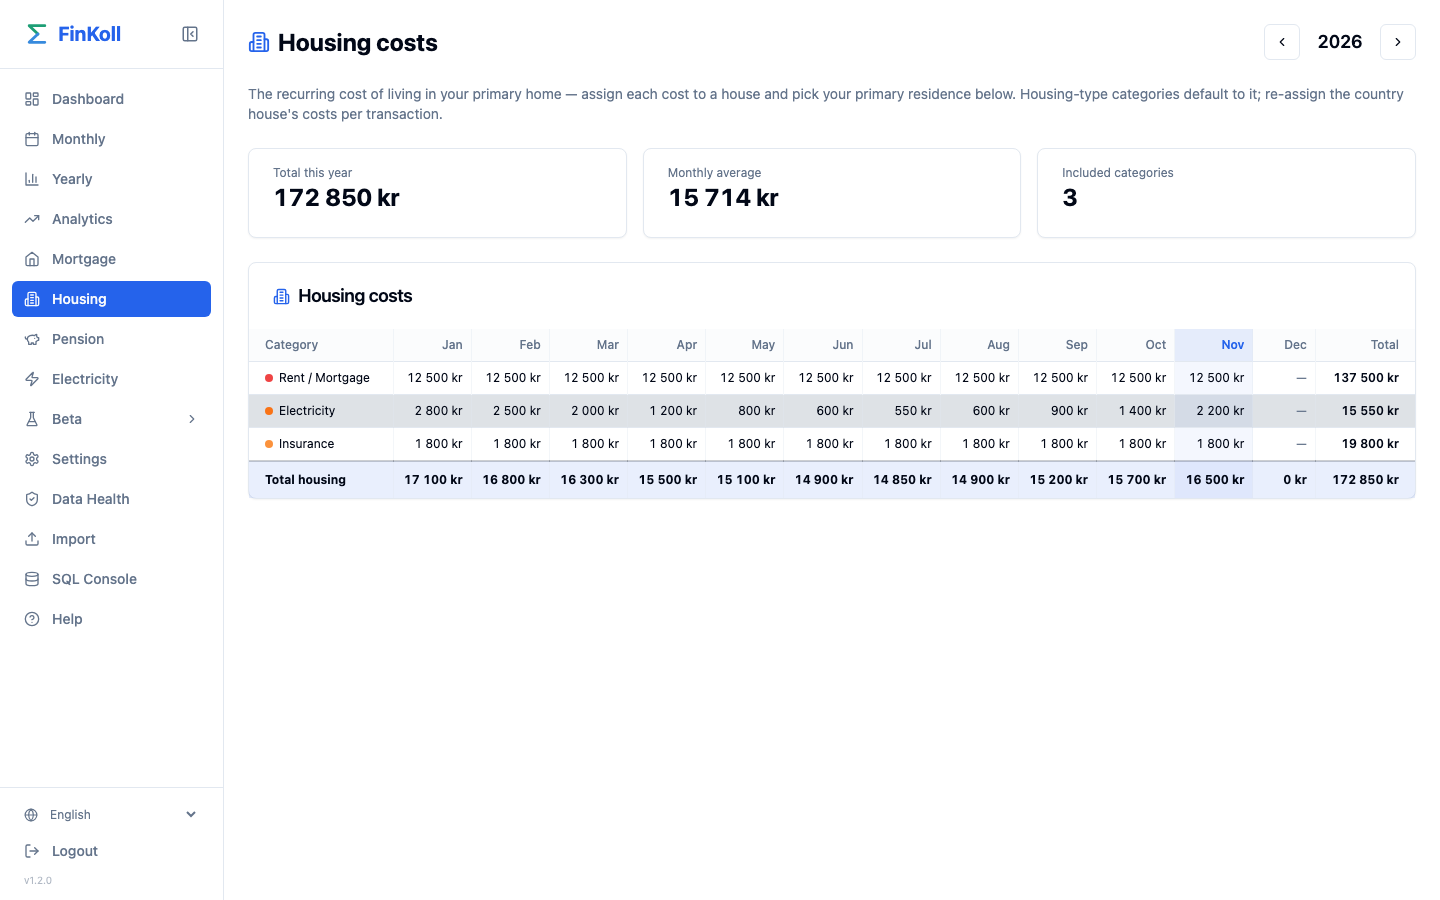 FinKoll
Dashboard
Monthly
Yearly
Analytics
Mortgage
Housing
Pension
Electricity
Beta
Settings
Data Health
Import
SQL Console
Help
English
Logout
v1.2.0
Housing costs
2026
The recurring cost of living in your primary home — assign each cost to a house and pick your primary residence below. Housing-type categories default to it; re-assign the country
house's costs per transaction.
Total this year
172 850 kr
Monthly average
15 714 kr
Included categories
3
Housing costs
Category Jan Feb Mar Apr May Jun Jul Aug Sep Oct Nov Dec Total
Rent / Mortgage 12 500 kr 12 500 kr 12 500 kr 12 500 kr 12 500 kr 12 500 kr 12 500 kr 12 500 kr 12 500 kr 12 500 kr 12 500 kr — 137 500 kr
Electricity 2 800 kr 2 500 kr 2 000 kr 1 200 kr 800 kr 600 kr 550 kr 600 kr 900 kr 1 400 kr 2 200 kr — 15 550 kr
Insurance 1 800 kr 1 800 kr 1 800 kr 1 800 kr 1 800 kr 1 800 kr 1 800 kr 1 800 kr 1 800 kr 1 800 kr 1 800 kr — 19 800 kr
Total housing 17 100 kr 16 800 kr 16 300 kr 15 500 kr 15 100 kr 14 900 kr 14 850 kr 14 900 kr 15 200 kr 15 700 kr 16 500 kr 0 kr 172 850 kr